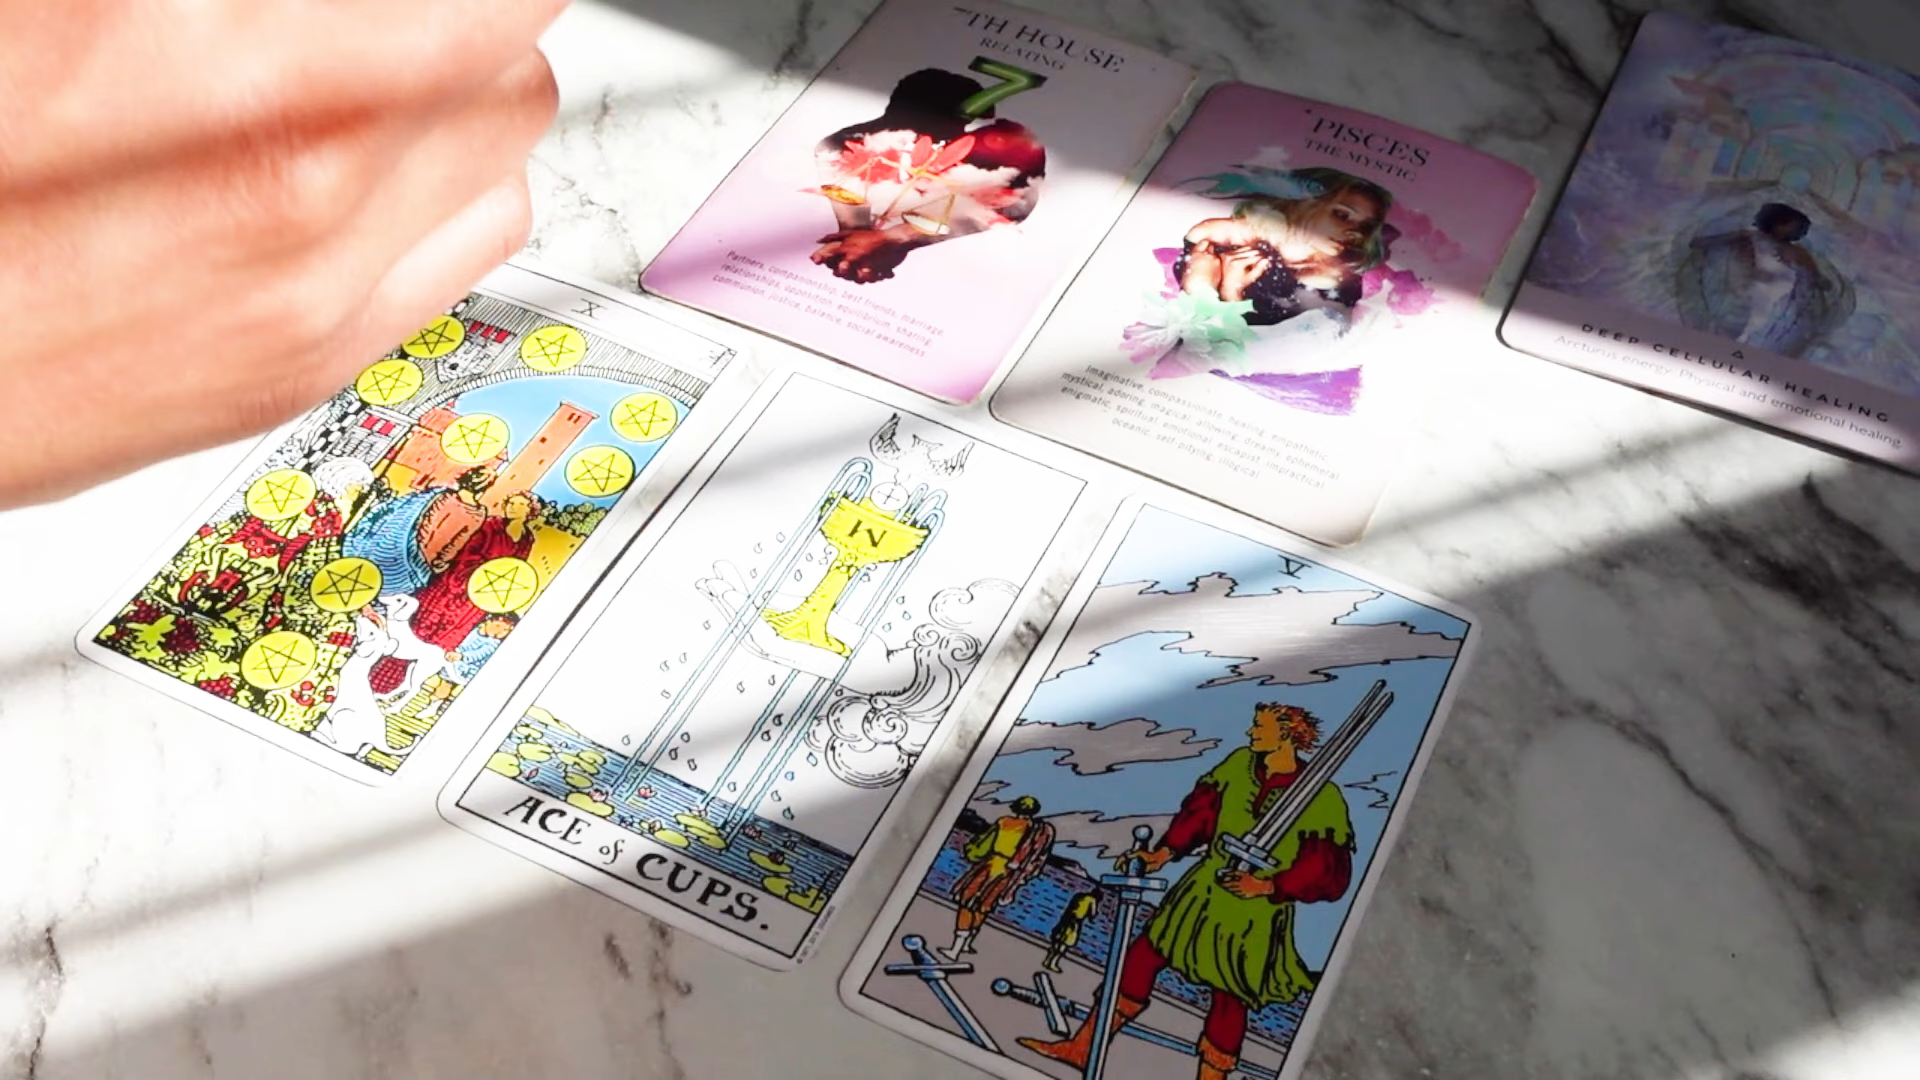 7TH HOUSE
RELATING
7
Partners, companionship, best friends, marriage,
relationships, opposition, equilibrium, sharing,
communion, justice, balance, social awareness
PISCES
THE MYSTIC
Imaginative, compassionate, healing, empathetic
mystical, adoring, magical, allowing, dreamy, ephemeral
enigmatic, spiritual emotional escapist, impractical
oceanic, self-pitying, illogical
DEEP CELLULAR HEALING
Arcturus energy. Physical and emotional healing.
X
W
ACE of CUPS.
V